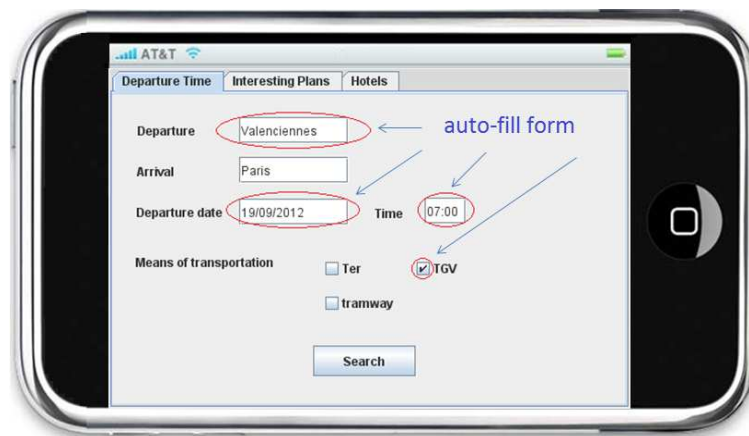 AT&T
Departure Time Interesting Plans Hotels
Departure Valenciennes auto-fill form
Arrival Paris
Departure date 19/09/2012 Time 07:00
Means of transportation Ter TGV
tramway
Search